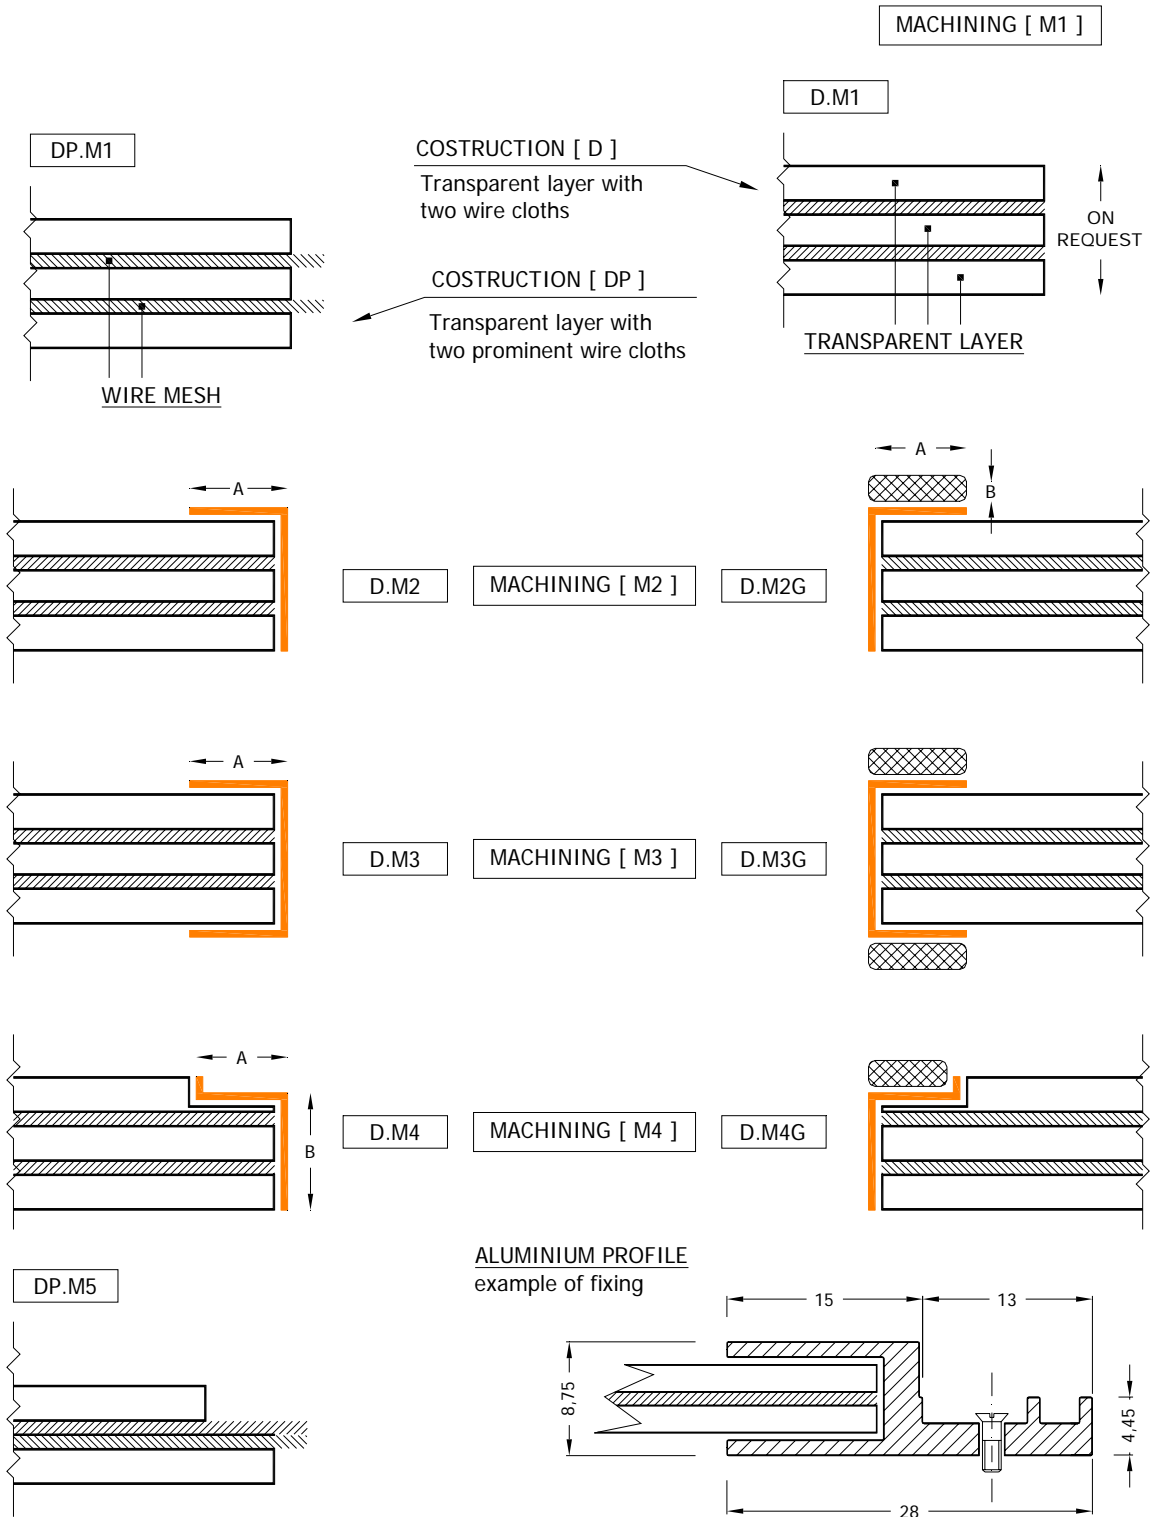 MACHINING [ M1 ]
D.M1
DP.M1
COSTRUCTION [ D ]
Transparent layer with
two wire cloths
ON
REQUEST
COSTRUCTION [ DP ]
Transparent layer with
two prominent wire cloths
TRANSPARENT LAYER
WIRE MESH
A
A
B
D.M2
MACHINING [ M2 ]
D.M2G
A
D.M3
MACHINING [ M3 ]
D.M3G
A
B
D.M4
MACHINING [ M4 ]
D.M4G
DP.M5
ALUMINIUM PROFILE
example of fixing
15
13
8,75
4,45
28